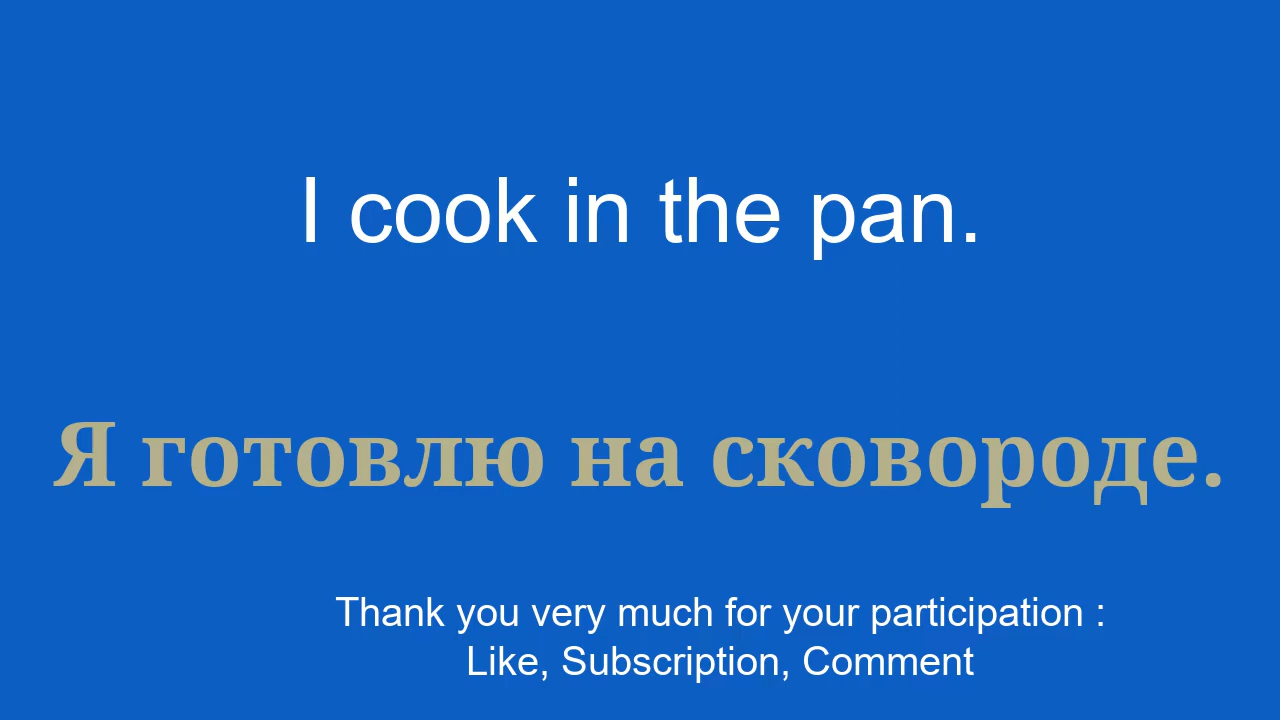 I cook in the pan.
Я готовлю на сковороде.
Thank you very much for your participation :
Like, Subscription, Comment